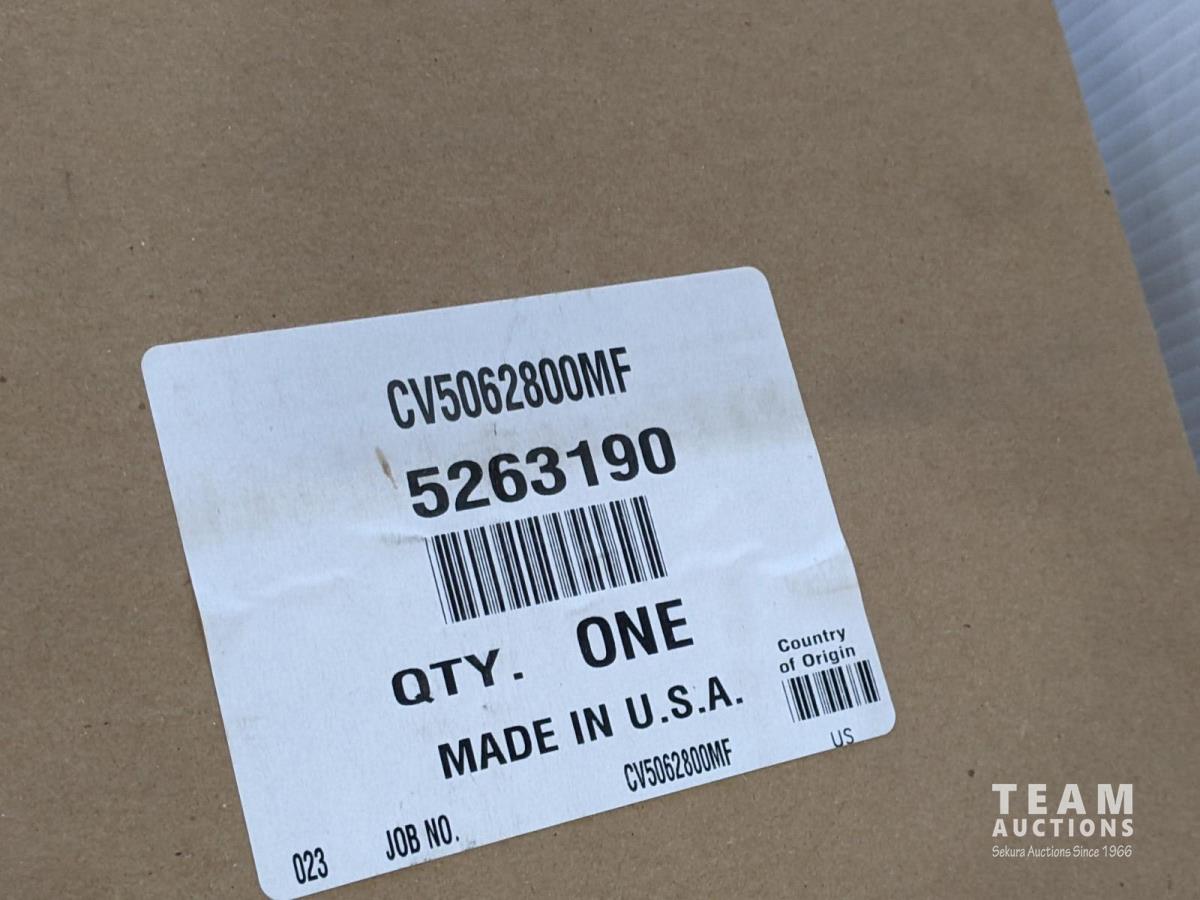 CV5062800MF
5263190
QTY. ONE
MADE IN U.S.A.
Country
of Origin
US
CV5062800MF
JOB NO.
023
TEAM
AUCTIONS
Sekura Auctions Since 1966